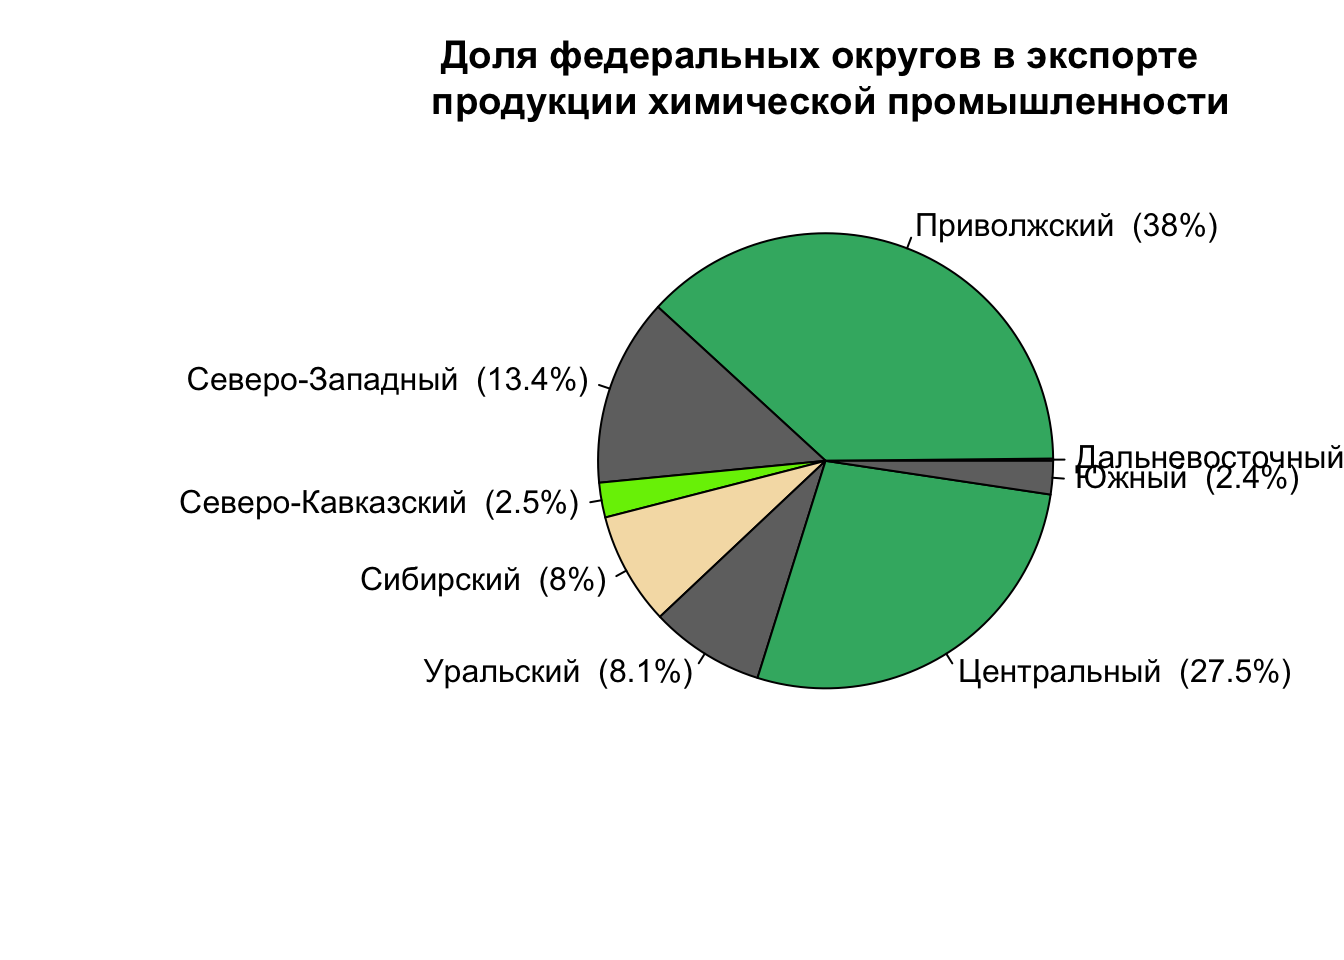 Доля федеральных округов в экспорте
продукции химической промышленности
Приволжский (38%)
Северо-Западный (13.4%)
Дальневосточный
Южный (2.4%)
Северо-Кавказский (2.5%)
Сибирский (8%)
Уральский (8.1%)
Центральный (27.5%)